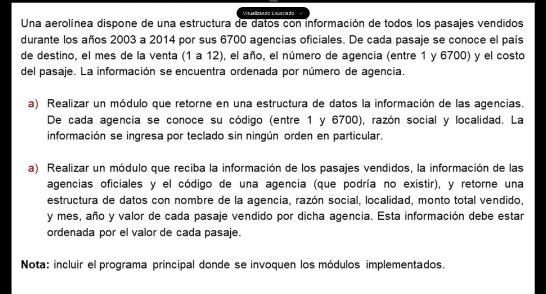 Visualizando Enunciado
Una aerolínea dispone de una estructura de datos con información de todos los pasajes vendidos
durante los años 2003 a 2014 por sus 6700 agencias oficiales. De cada pasaje se conoce el país
de destino, el mes de la venta (1 a 12), el año, el número de agencia (entre 1 y 6700) y el costo
del pasaje. La información se encuentra ordenada por número de agencia.
a) Realizar un módulo que retorne en una estructura de datos la información de las agencias.
De cada agencia se conoce su código (entre 1 y 6700), razón social y localidad. La
información se ingresa por teclado sin ningún orden en particular.
a) Realizar un módulo que reciba la información de los pasajes vendidos, la información de las
agencias oficiales y el código de una agencia (que podría no existir), y retorne una
estructura de datos con nombre de la agencia, razón social, localidad, monto total vendido,
y mes, año y valor de cada pasaje vendido por dicha agencia. Esta información debe estar
ordenada por el valor de cada pasaje.
Nota: incluir el programa principal donde se invoquen los módulos implementados.